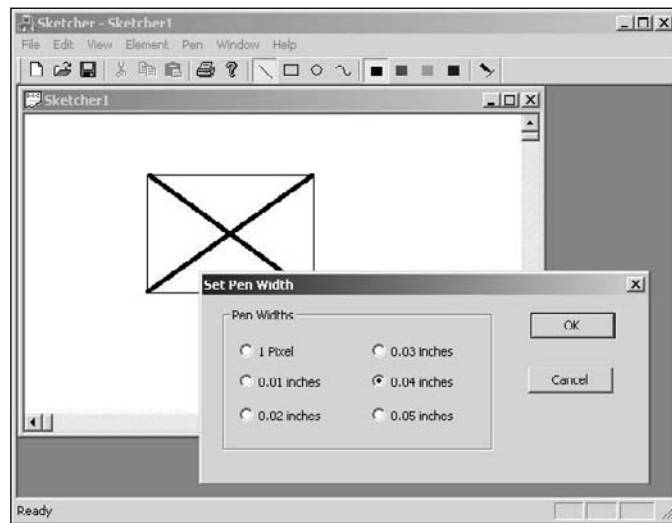 Sketcher - Sketcher1
File Edit View Element Pen Window Help
Sketcher1
Set Pen Width
Pen Widths
1 Pixel
0.03 inches
OK
0.01 inches
0.04 inches
Cancel
0.02 inches
0.05 inches
Ready